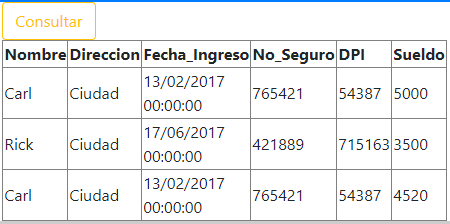 Consultar
Nombre Direccion Fecha_Ingreso No_Seguro DPI Sueldo
Carl Ciudad 13/02/2017 00:00:00 765421 54387 5000
Rick Ciudad 17/06/2017 00:00:00 421889 715163 3500
Carl Ciudad 13/02/2017 00:00:00 765421 54387 4520